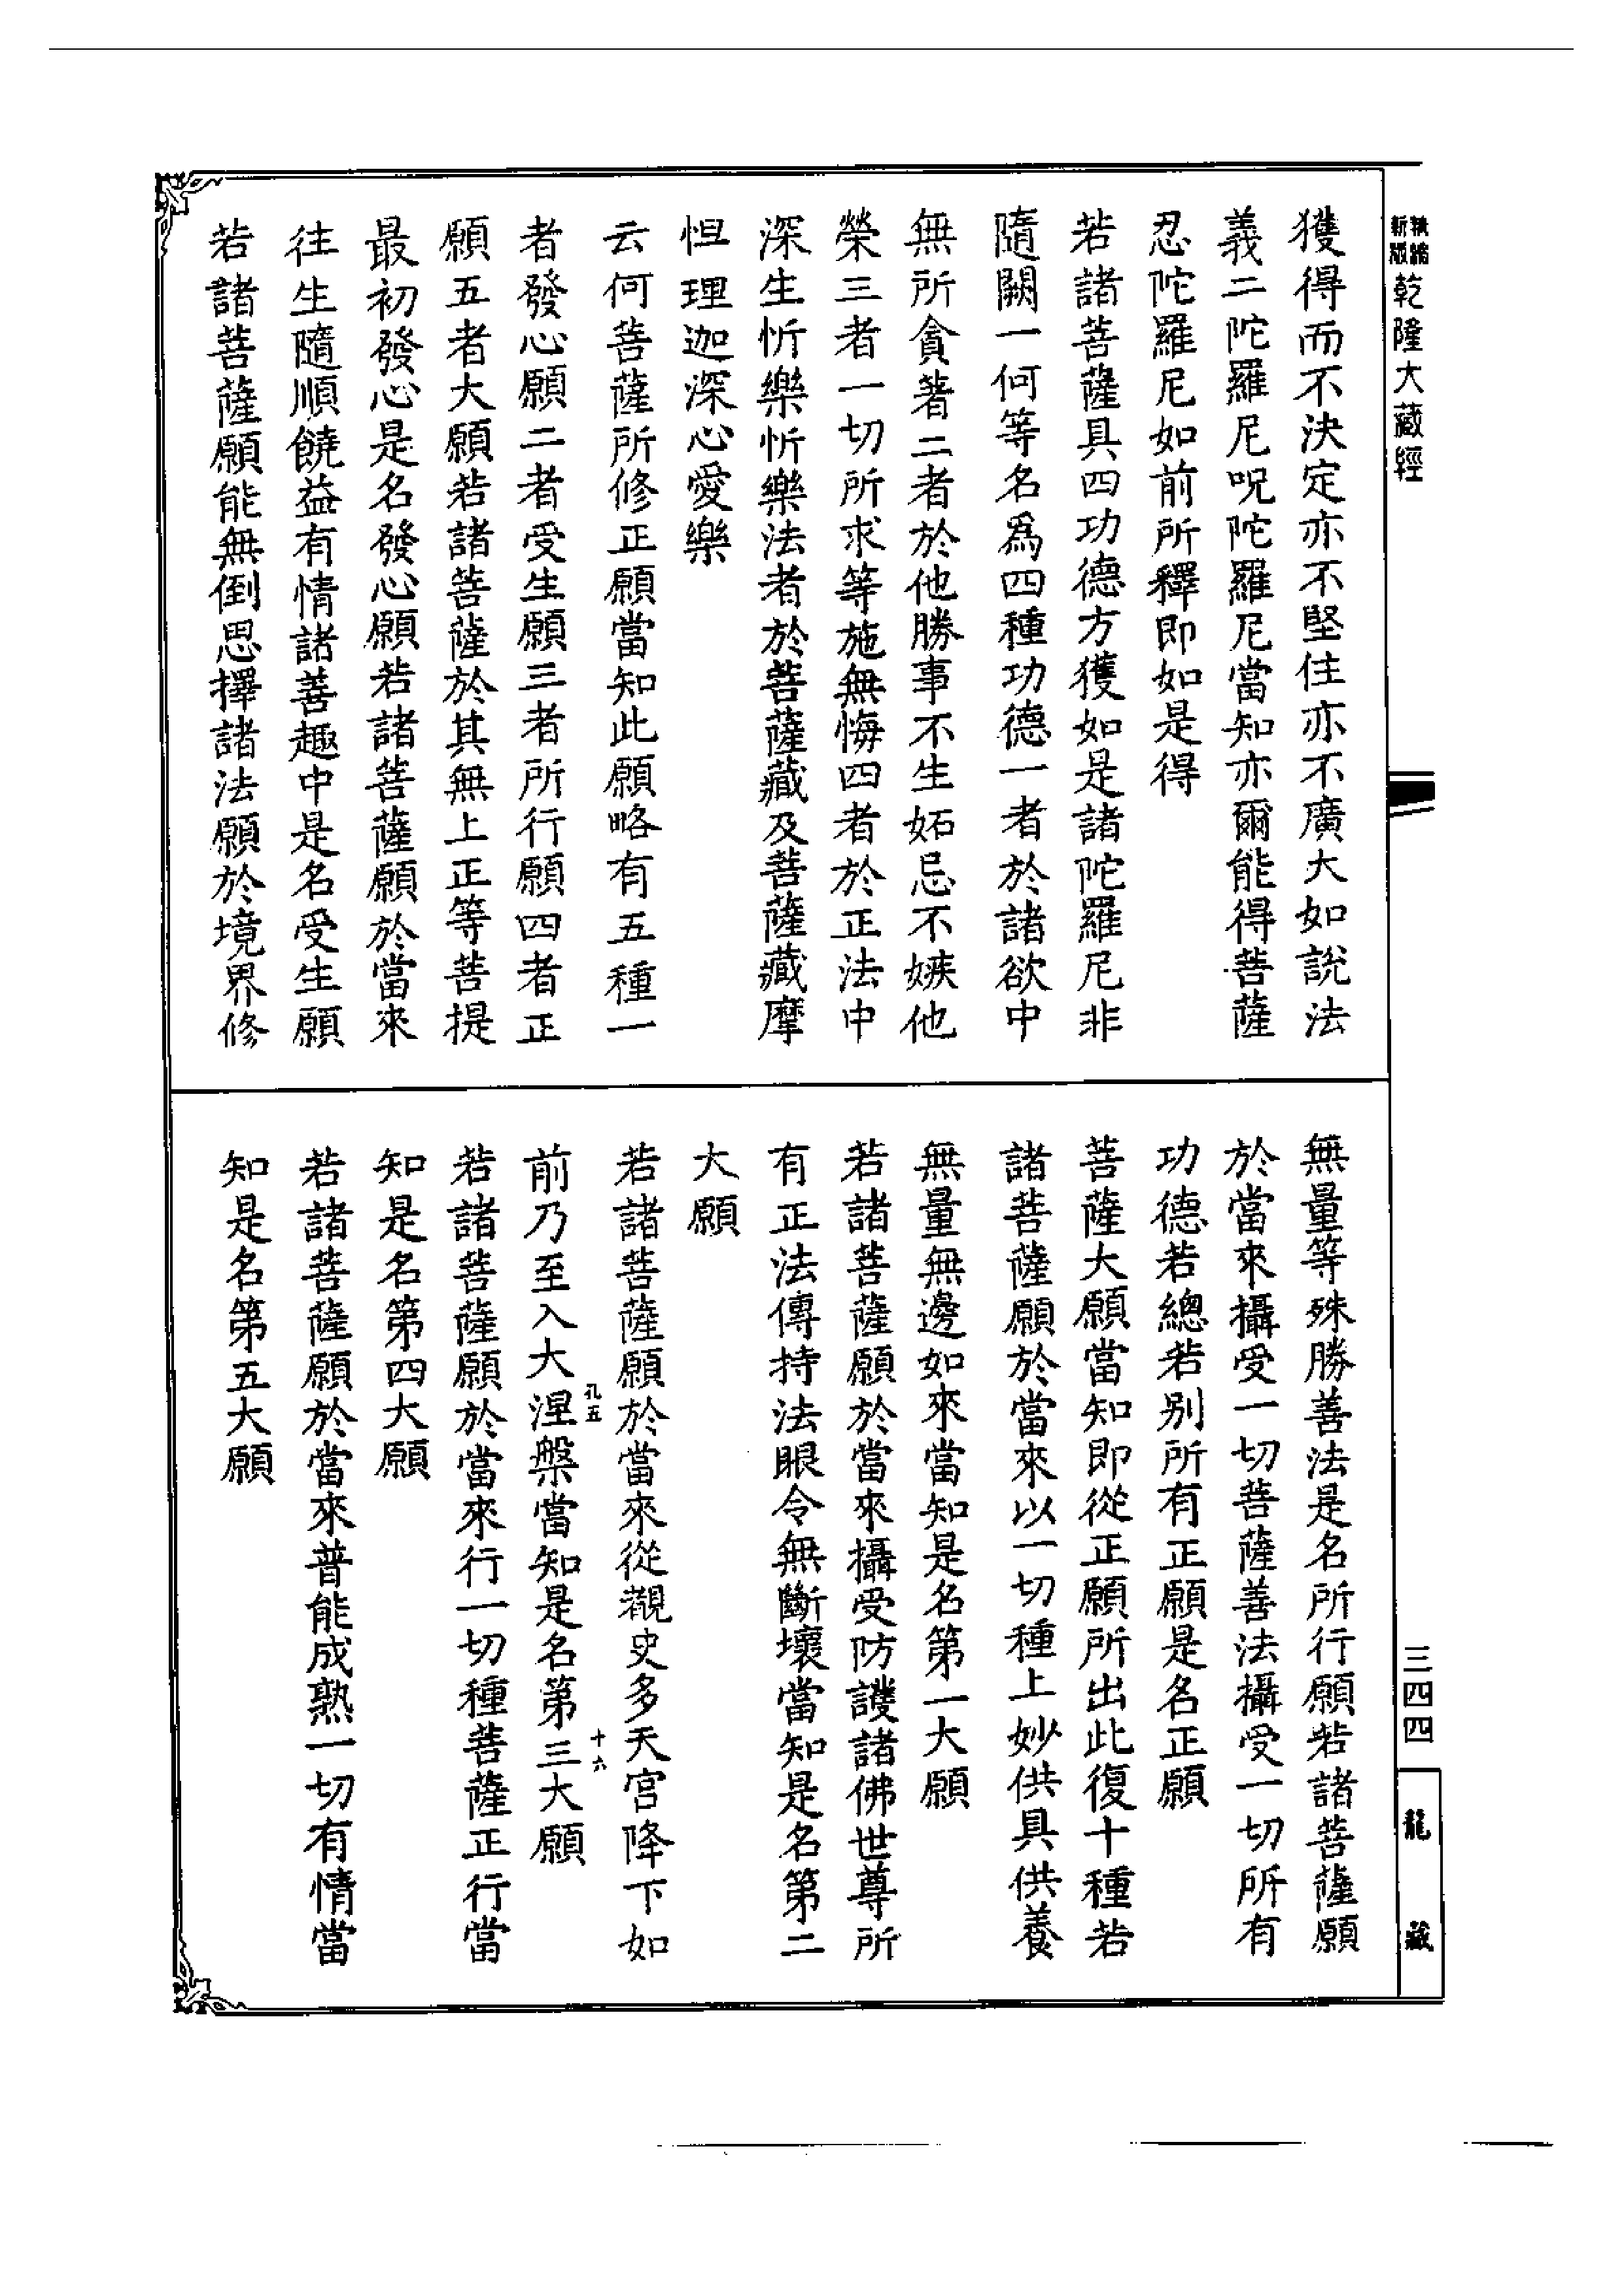 新版
精縮
乾隆大藏經
獲得而不決定亦不堅住亦不廣大如說法
義二陀羅尼呪陀羅尼當知亦爾能得菩薩
忍陀羅尼如前所釋即如是得
若諸菩薩具四功德方獲如是諸陀羅尼非
隨闕一何等名爲四種功德一者於諸欲中
無所貪著二者於他勝事不生妬忌不嫉他
榮三者一切所求等施無悔四者於正法中
深生忻樂忻樂法者於菩薩藏及菩薩藏摩
怛理迦深心愛樂
云何菩薩所修正願當知此願略有五種一
者發心願二者受生願三者所行願四者正
願五者大願若諸菩薩於其無上正等菩提
最初發心是名發心願若諸菩薩願於當來
往生隨順饒益有情諸善趣中是名受生願
若諸菩薩願能無倒思擇諸法願於境界修
無量等殊勝善法是名所行願若諸菩薩願
於當來攝受一切菩薩善法攝受一切所有
功德若總若別所有正願是名正願
菩薩大願當知即從正願所出此復十種若
諸菩薩願於當來以一切種上妙供具供養
無量無邊如來當知是名第一大願
若諸菩薩願於當來攝受防護諸佛世尊所
有正法傳持法眼令無斷壞當知是名第二
大願
若諸菩薩願於當來從覩史多天宮降下如
孔五
十六
前乃至入大涅槃當知是名第三大願
若諸菩薩願於當來行一切種菩薩正行當
知是名第四大願
若諸菩薩願於當來普能成熟一切有情當
知是名第五大願
三四四
龍藏